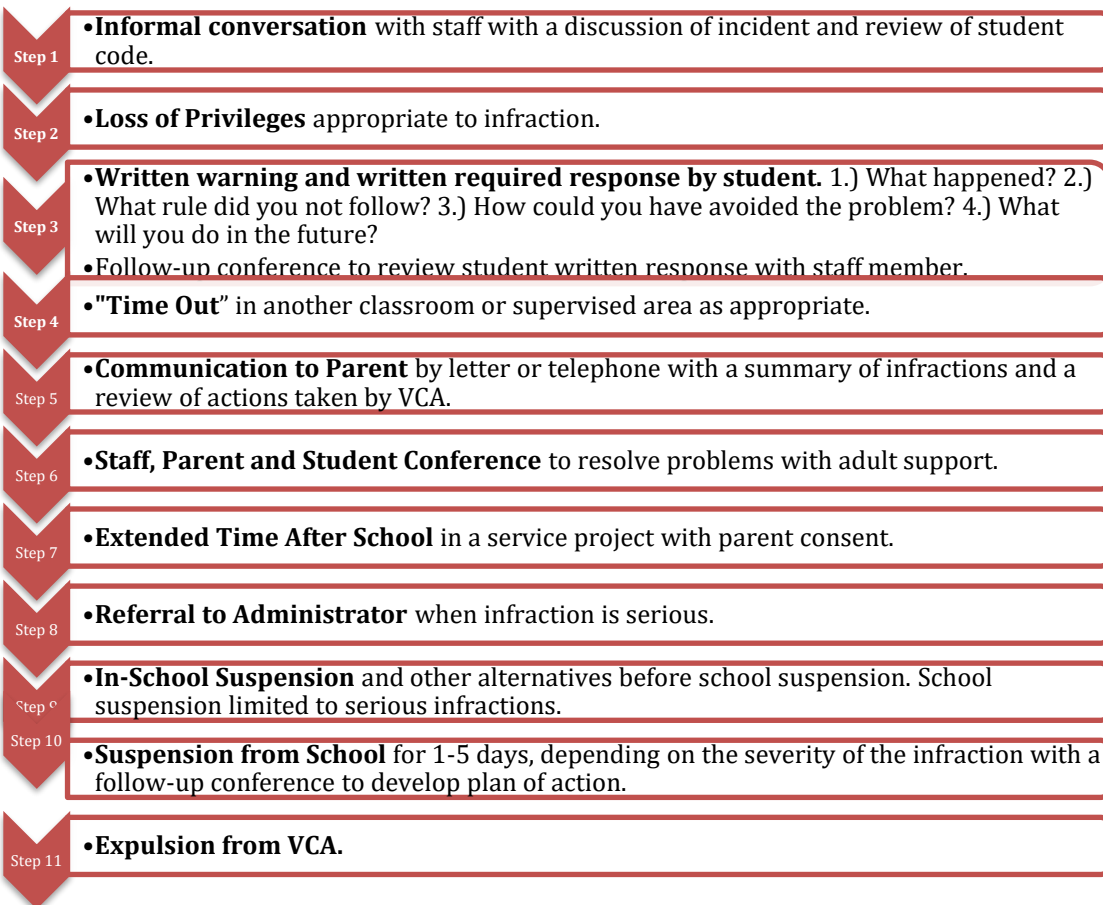 Step 1
•Informal conversation with staff with a discussion of incident and review of student
code.
Step 2
•Loss of Privileges appropriate to infraction.
Step 3
•Written warning and written required response by student. 1.) What happened? 2.)
What rule did you not follow? 3.) How could you have avoided the problem? 4.) What
will you do in the future?
•Follow-up conference to review student written response with staff member.
Step 4
•"Time Out” in another classroom or supervised area as appropriate.
Step 5
•Communication to Parent by letter or telephone with a summary of infractions and a
review of actions taken by VCA.
Step 6
•Staff, Parent and Student Conference to resolve problems with adult support.
Step 7
•Extended Time After School in a service project with parent consent.
Step 8
•Referral to Administrator when infraction is serious.
Step 9
•In-School Suspension and other alternatives before school suspension. School
suspension limited to serious infractions.
Step 10
•Suspension from School for 1-5 days, depending on the severity of the infraction with a
follow-up conference to develop plan of action.
Step 11
•Expulsion from VCA.